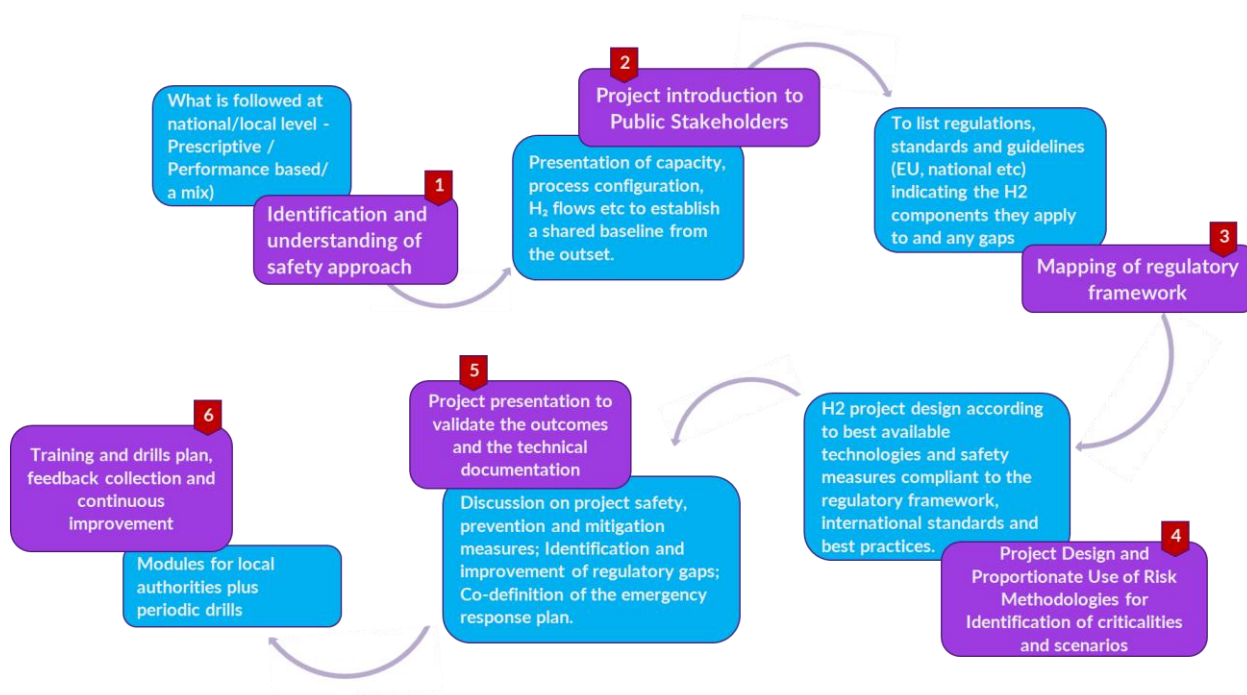 What is followed at
national/local level -
Prescriptive /
Performance based/
a mix)
1
Identification and
understanding of
safety approach
2
Project introduction to
Public Stakeholders
Presentation of capacity,
process configuration,
H₂ flows etc to establish
a shared baseline from
the outset.
To list regulations,
standards and guidelines
(EU, national etc)
indicating the H2
components they apply
to and any gaps
3
Mapping of regulatory
framework
H2 project design according
to best available
technologies and safety
measures compliant to the
regulatory framework,
international standards and
best practices.
4
Project Design and
Proportionate Use of Risk
Methodologies for
Identification of criticalities
and scenarios
5
Project presentation to
validate the outcomes
and the technical
documentation
Discussion on project safety,
prevention and mitigation
measures; Identification and
improvement of regulatory gaps;
Co-definition of the emergency
response plan.
6
Training and drills plan,
feedback collection and
continuous
improvement
Modules for local
authorities plus
periodic drills